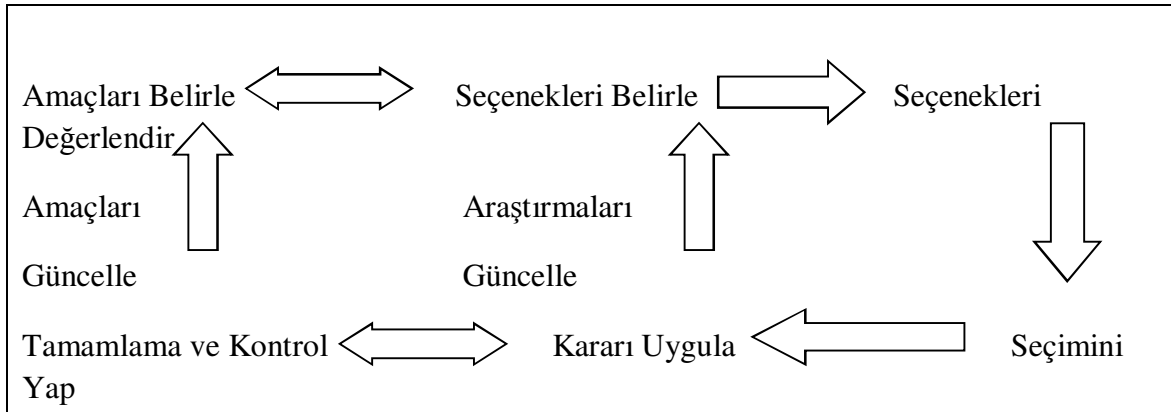 Amaçları Belirle Seçenekleri Belirle Seçenekleri
Değerlendir
Amaçları Araştırmaları
Güncelle Güncelle
Tamamlama ve Kontrol Kararı Uygula Seçimini
Yap